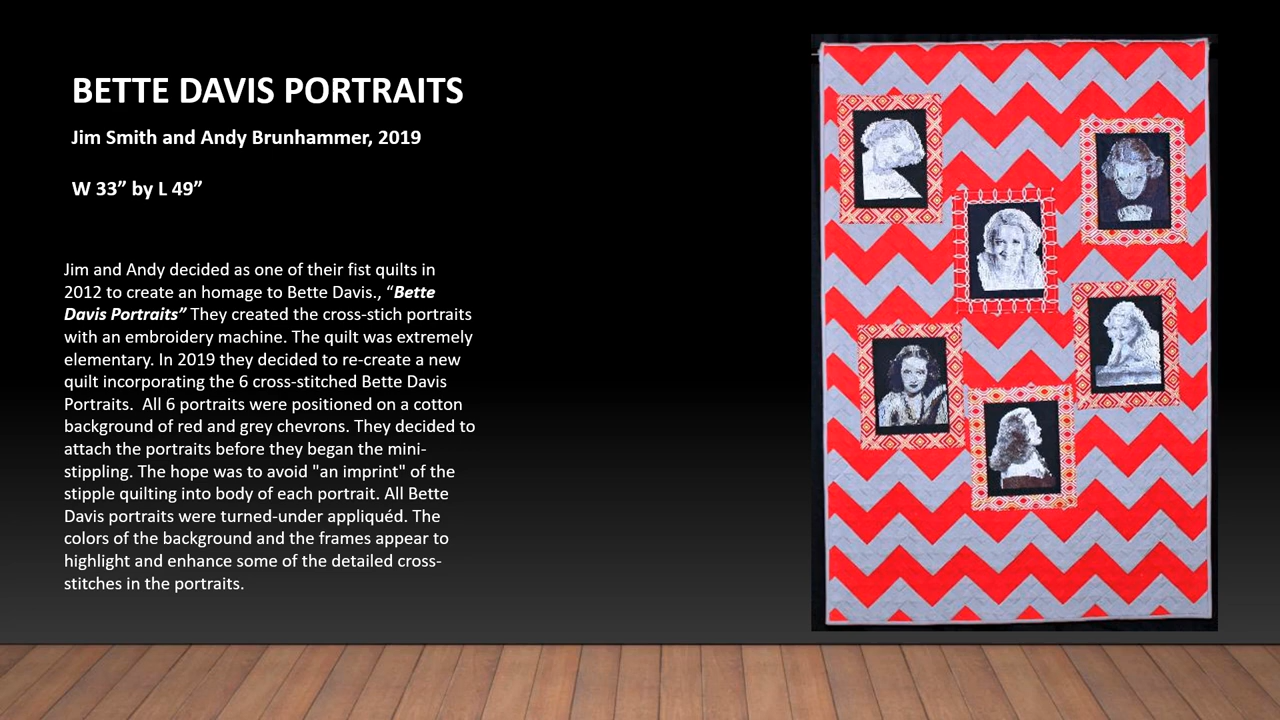 BETTE DAVIS PORTRAITS
Jim Smith and Andy Brunhammer, 2019
W 33” by L 49”
Jim and Andy decided as one of their fist quilts in
2012 to create an homage to Bette Davis., “Bette
Davis Portraits” They created the cross-stich portraits
with an embroidery machine. The quilt was extremely
elementary. In 2019 they decided to re-create a new
quilt incorporating the 6 cross-stitched Bette Davis
Portraits.  All 6 portraits were positioned on a cotton
background of red and grey chevrons. They decided to
attach the portraits before they began the mini-
stippling. The hope was to avoid "an imprint" of the
stipple quilting into body of each portrait. All Bette
Davis portraits were turned-under appliquéd. The
colors of the background and the frames appear to
highlight and enhance some of the detailed cross-
stitches in the portraits.